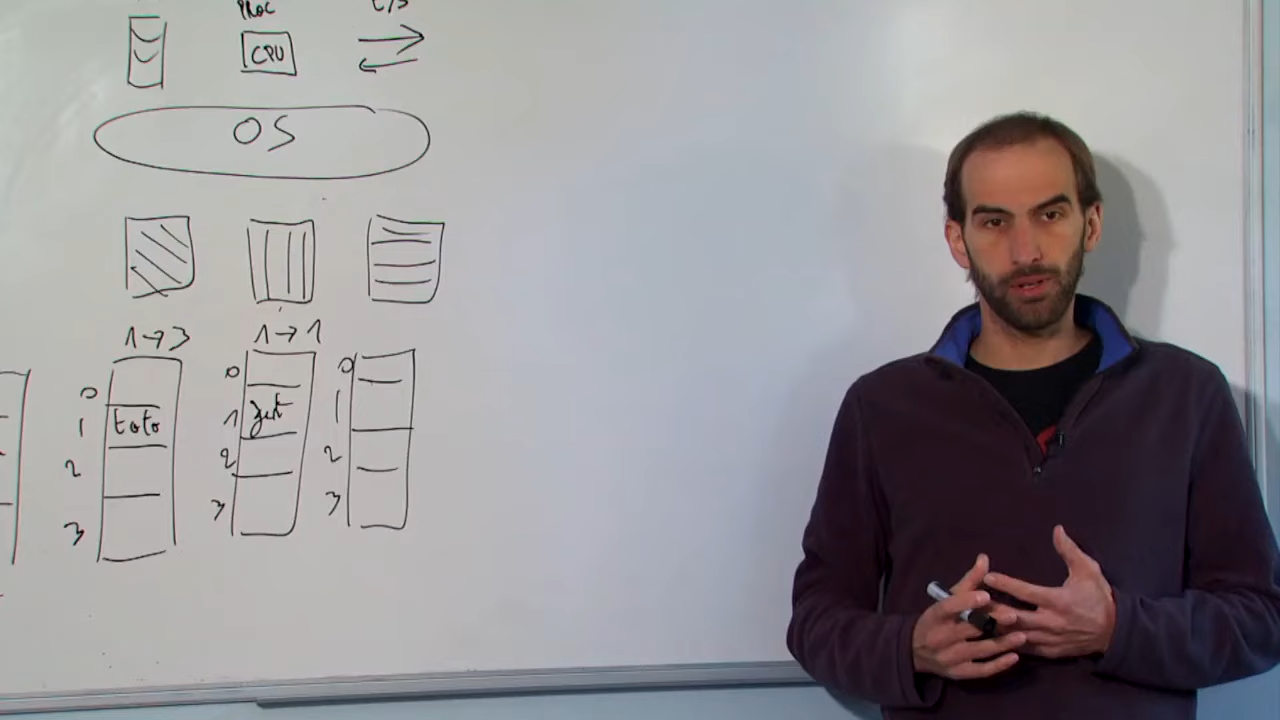 PROC E/S
CPU
OS
1→3 1→1
0 0 0
1 toto 1 zut 1
2 2 2
3 3 3